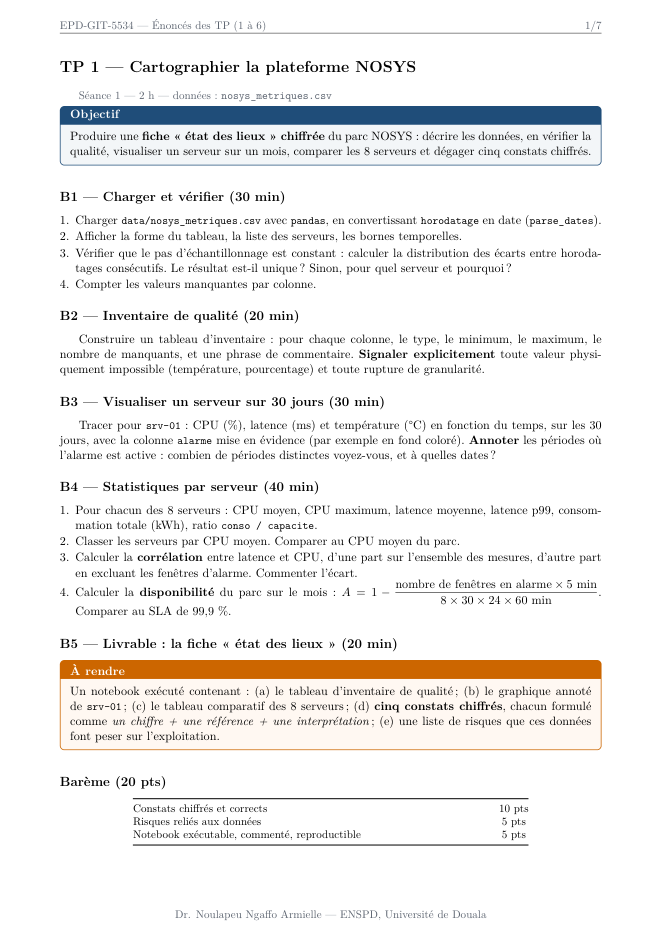 EPD-GIT-5534 — Énoncés des TP (1 à 6) 1/7
TP 1 — Cartographier la plateforme NOSYS
Séance 1 — 2 h — données : nosys_metriques.csv
Objectif
Produire une fiche « état des lieux » chiffrée du parc NOSYS : décrire les données, en vérifier la
qualité, visualiser un serveur sur un mois, comparer les 8 serveurs et dégager cinq constats chiffrés.
B1 — Charger et vérifier (30 min)
1. Charger data/nosys_metriques.csv avec pandas, en convertissant horodatage en date (parse_dates).
2. Afficher la forme du tableau, la liste des serveurs, les bornes temporelles.
3. Vérifier que le pas d'échantillonnage est constant : calculer la distribution des écarts entre horoda-
tages consécutifs. Le résultat est-il unique ? Sinon, pour quel serveur et pourquoi ?
4. Compter les valeurs manquantes par colonne.
B2 — Inventaire de qualité (20 min)
Construire un tableau d'inventaire : pour chaque colonne, le type, le minimum, le maximum, le
nombre de manquants, et une phrase de commentaire. Signaler explicitement toute valeur physi-
quement impossible (température, pourcentage) et toute rupture de granularité.
B3 — Visualiser un serveur sur 30 jours (30 min)
Tracer pour srv-01 : CPU (%), latence (ms) et température (°C) en fonction du temps, sur les 30
jours, avec la colonne alarme mise en évidence (par exemple en fond coloré). Annoter les périodes où
l'alarme est active : combien de périodes distinctes voyez-vous, et à quelles dates ?
B4 — Statistiques par serveur (40 min)
1. Pour chacun des 8 serveurs : CPU moyen, CPU maximum, latence moyenne, latence p99, consom-
mation totale (kWh), ratio conso / capacite.
2. Classer les serveurs par CPU moyen. Comparer au CPU moyen du parc.
3. Calculer la corrélation entre latence et CPU, d'une part sur l'ensemble des mesures, d'autre part
en excluant les fenêtres d'alarme. Commenter l'écart.
4. Calculer la disponibilité du parc sur le mois : A = 1 − nombre de fenêtres en alarme × 5 min
8 × 30 × 24 × 60 min.
Comparer au SLA de 99,9 %.
B5 — Livrable : la fiche « état des lieux » (20 min)
À rendre
Un notebook exécuté contenant : (a) le tableau d'inventaire de qualité ; (b) le graphique annoté
de srv-01 ; (c) le tableau comparatif des 8 serveurs ; (d) cinq constats chiffrés, chacun formulé
comme un chiffre + une référence + une interprétation ; (e) une liste de risques que ces données
font peser sur l'exploitation.
Barème (20 pts)
Constats chiffrés et corrects 10 pts
Risques reliés aux données 5 pts
Notebook exécutable, commenté, reproductible 5 pts
Dr. Noulapeu Ngaffo Armielle — ENSPD, Université de Douala